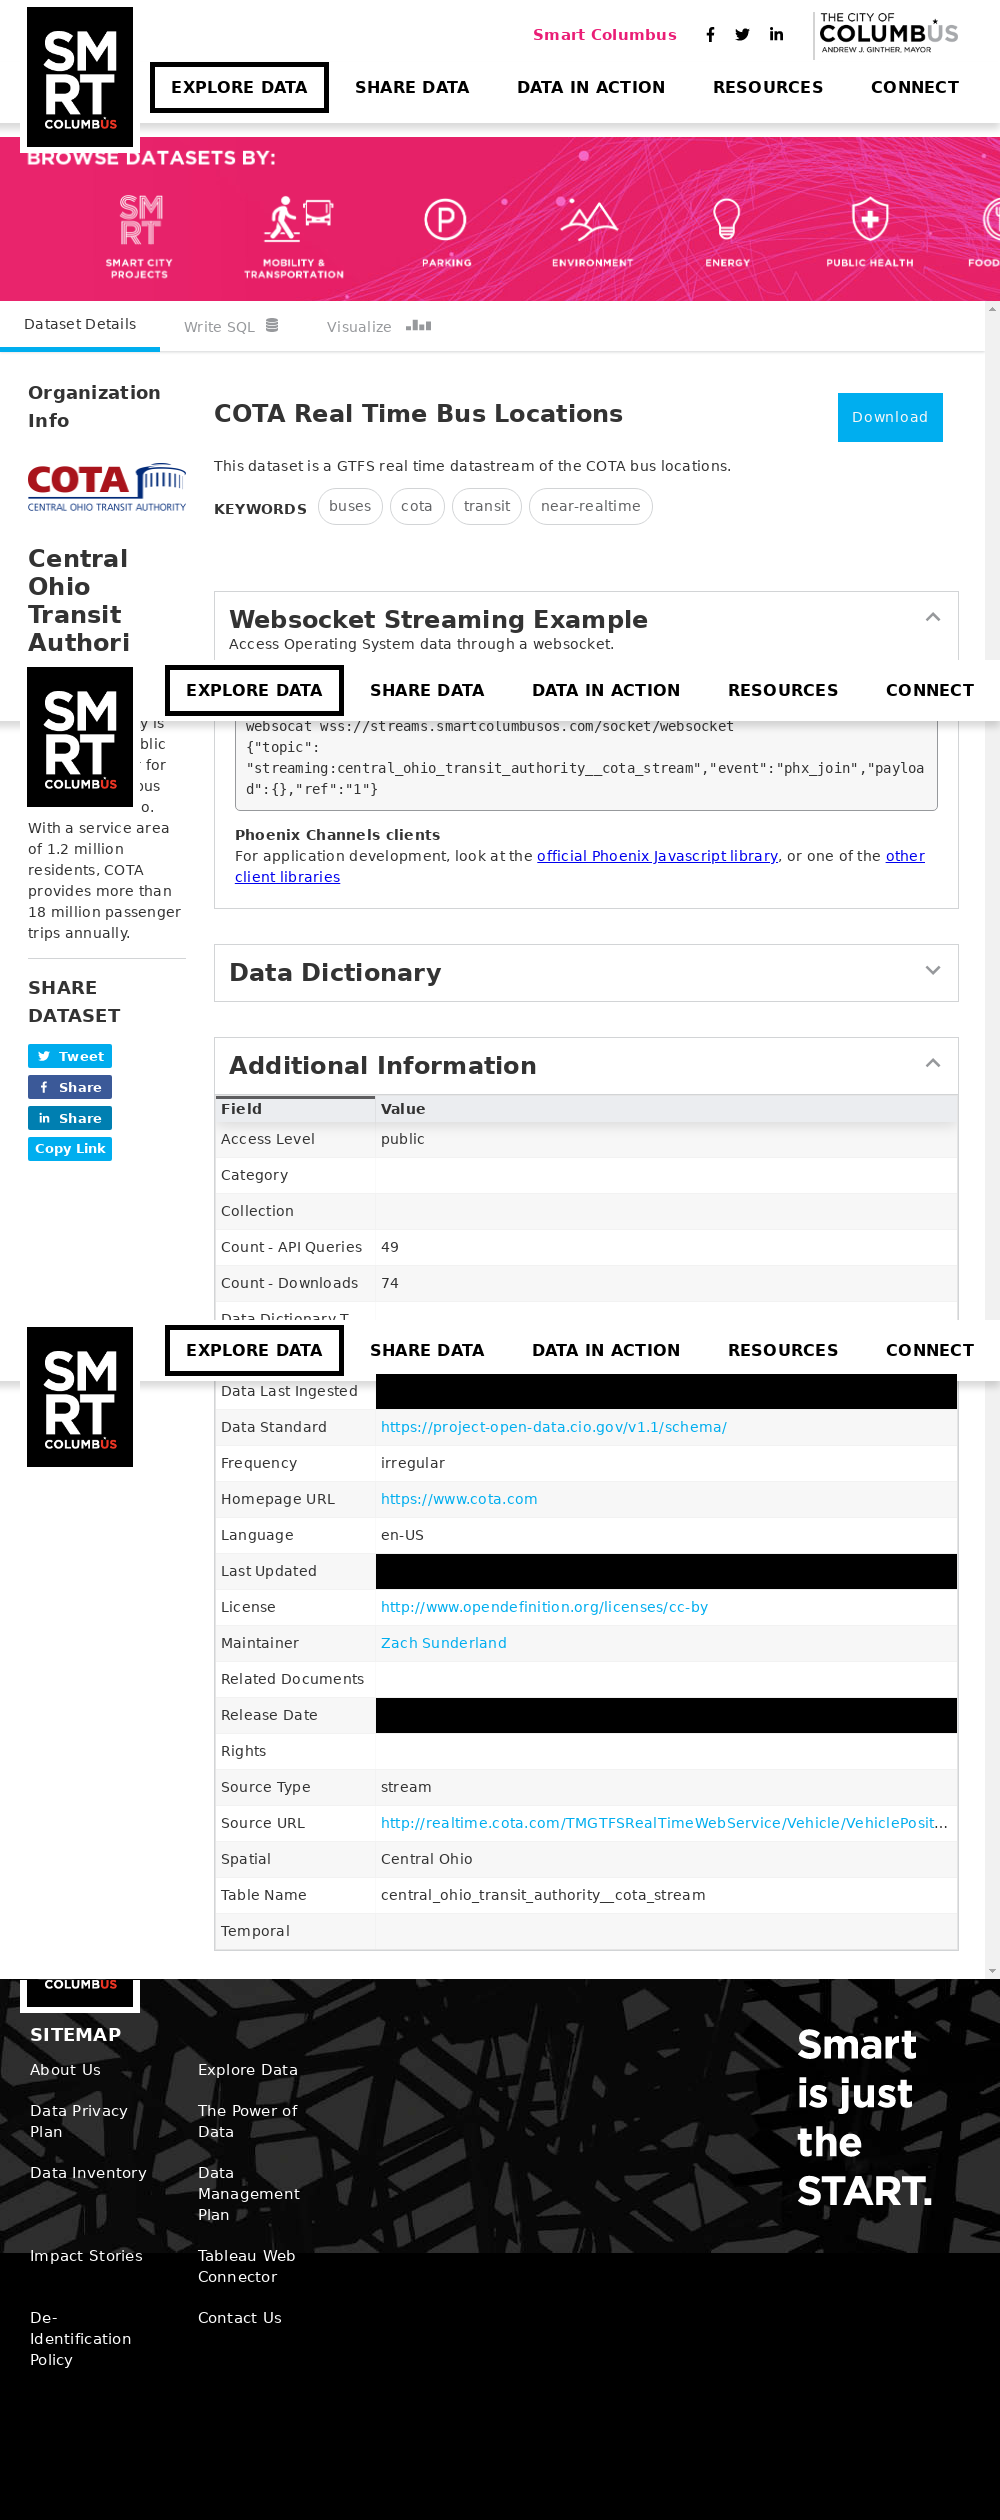 SM
RT
COLUMBUS
Smart Columbus
THE CITY OF
COLUMBUS
ANDREW J. GINTHER, MAYOR
EXPLORE DATA
SHARE DATA
DATA IN ACTION
RESOURCES
CONNECT
BROWSE DATASETS BY:
SMART CITY
PROJECTS
MOBILITY &
TRANSPORTATION
PARKING
ENVIRONMENT
ENERGY
PUBLIC HEALTH
FOOD
Dataset Details
Write SQL
Visualize
Organization
Info
COTA
CENTRAL OHIO TRANSIT AUTHORITY
Central
Ohio
Transit
Authori
COTA Real Time Bus Locations
Download
This dataset is a GTFS real time datastream of the COTA bus locations.
KEYWORDS
buses
cota
transit
near-realtime
Websocket Streaming Example
Access Operating System data through a websocket.
SM
RT
COLUMBUS
EXPLORE DATA
SHARE DATA
DATA IN ACTION
RESOURCES
CONNECT
y is
blic
for
ous
o.
With a service area
of 1.2 million
residents, COTA
provides more than
18 million passenger
trips annually.
websocat wss://streams.smartcolumbusos.com/socket/websocket
{"topic":
"streaming:central_ohio_transit_authority__cota_stream","event":"phx_join","payloa
d":{},"ref":"1"}
Phoenix Channels clients
For application development, look at the official Phoenix Javascript library, or one of the other
client libraries
SHARE
DATASET
Tweet
Share
Share
Copy Link
Data Dictionary
Additional Information
Field Value
Access Level public
Category
Collection
Count - API Queries 49
Count - Downloads 74
Data Dictionary T
SM
RT
COLUMBUS
EXPLORE DATA
SHARE DATA
DATA IN ACTION
RESOURCES
CONNECT
Data Last Ingested
Data Standard https://project-open-data.cio.gov/v1.1/schema/
Frequency irregular
Homepage URL https://www.cota.com
Language en-US
Last Updated
License http://www.opendefinition.org/licenses/cc-by
Maintainer Zach Sunderland
Related Documents
Release Date
Rights
Source Type stream
Source URL http://realtime.cota.com/TMGTFSRealTimeWebService/Vehicle/VehiclePosit...
Spatial Central Ohio
Table Name central_ohio_transit_authority__cota_stream
Temporal
COLUMBUS
SITEMAP
About Us
Explore Data
Data Privacy
Plan
The Power of
Data
Data Inventory
Data
Management
Plan
Impact Stories
Tableau Web
Connector
De-
Identification
Policy
Contact Us
Smart
is just
the
START.